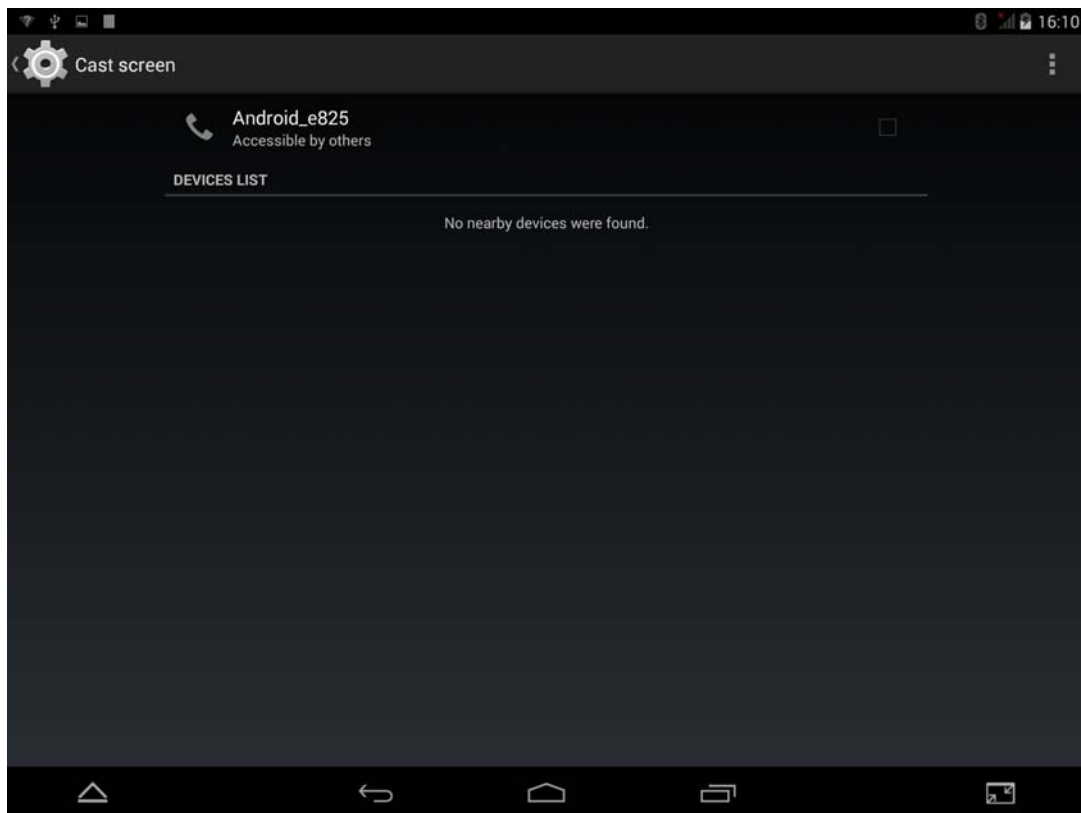 16:10
Cast screen
Android_e825
Accessible by others
DEVICES LIST
No nearby devices were found.